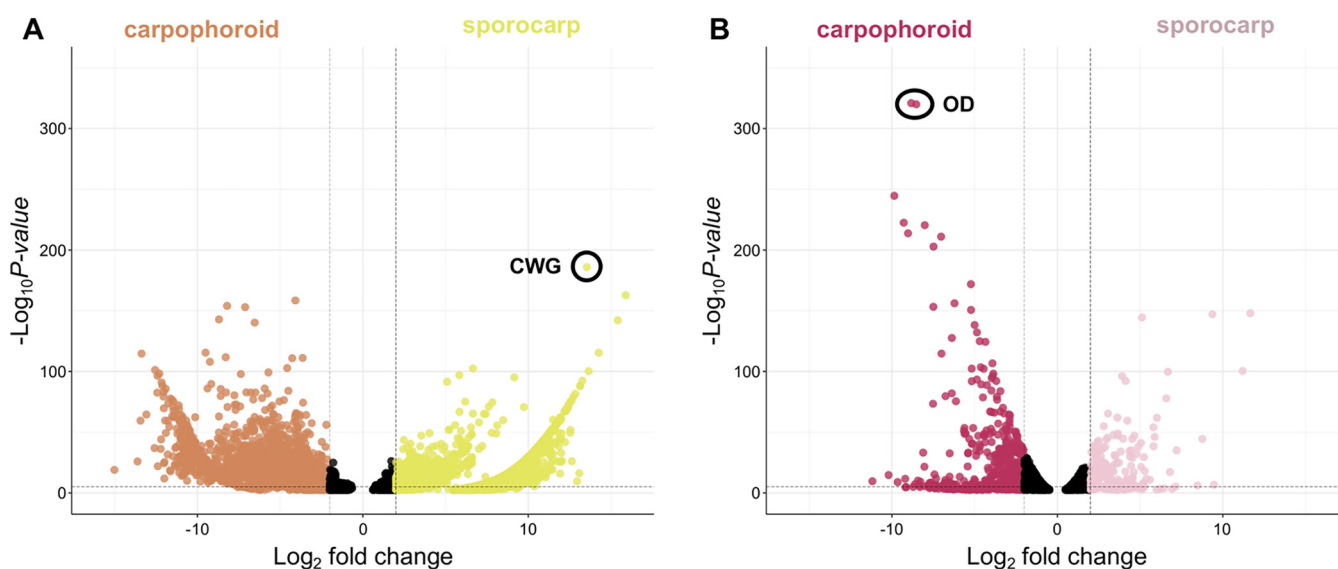 A
carpophoroid
sporocarp
300
200
100
0
-10
0
10
-Log10P-value
Log2 fold change
CWG
B
carpophoroid
sporocarp
300
200
100
0
-10
0
10
-Log10P-value
Log2 fold change
OD